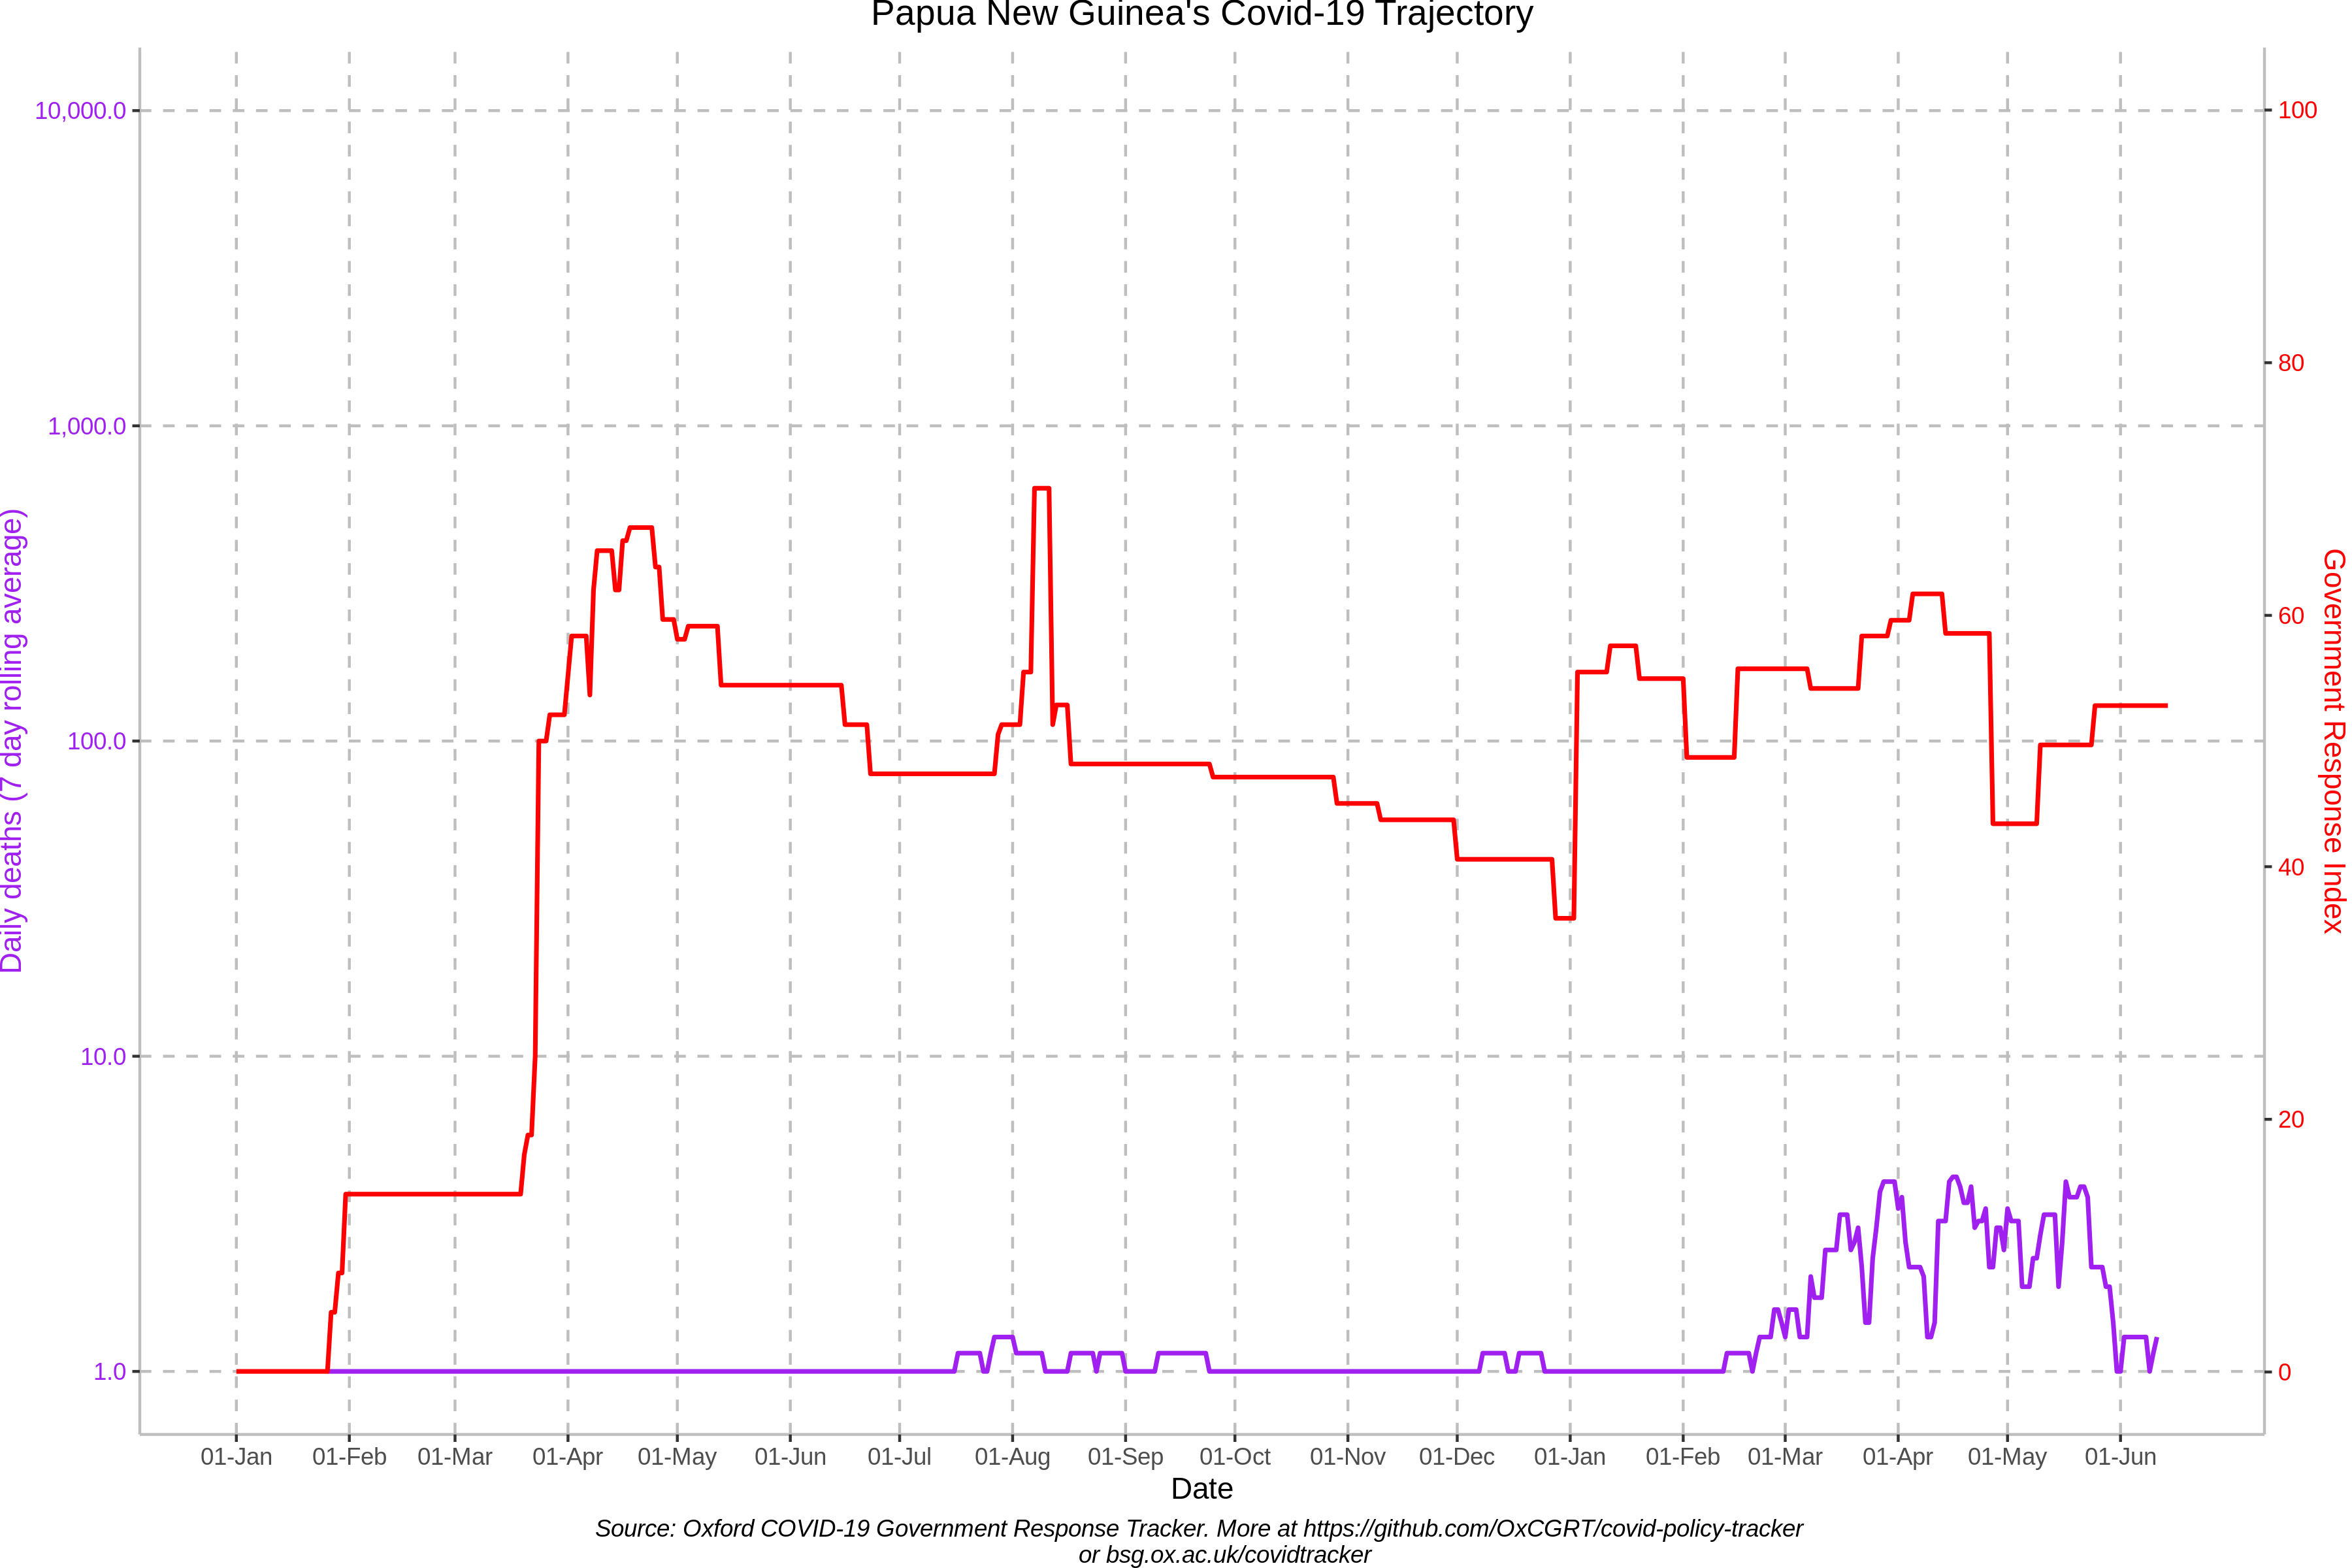 Papua New Guinea's Covid-19 Trajectory
10,000.0
1,000.0
100.0
10.0
1.0
Daily deaths (7 day rolling average)
100
80
60
40
20
0
Government Response Index
01-Jan 01-Feb 01-Mar 01-Apr 01-May 01-Jun 01-Jul 01-Aug 01-Sep 01-Oct 01-Nov 01-Dec 01-Jan 01-Feb 01-Mar 01-Apr 01-May 01-Jun
Date
Source: Oxford COVID-19 Government Response Tracker. More at https://github.com/OxCGRT/covid-policy-tracker
or bsg.ox.ac.uk/covidtracker